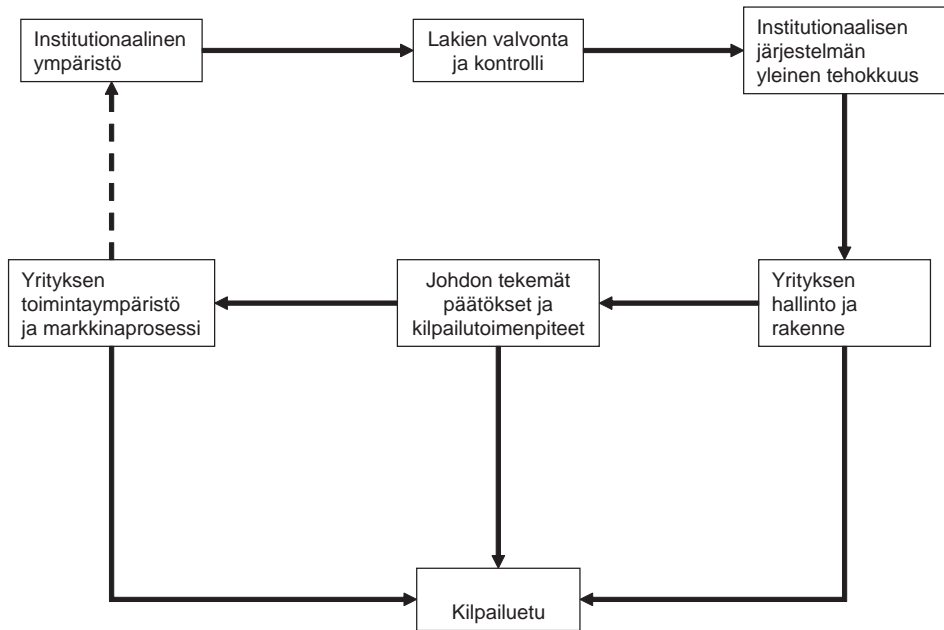 Institutionaalinen
ympäristö
Lakien valvonta
ja kontrolli
Institutionaalisen
järjestelmän
yleinen tehokkuus
Yrityksen
toimintaympäristö
ja markkinaprosessi
Johdon tekemät
päätökset ja
kilpailutoimenpiteet
Yrityksen
hallinto ja
rakenne
Kilpailuetu